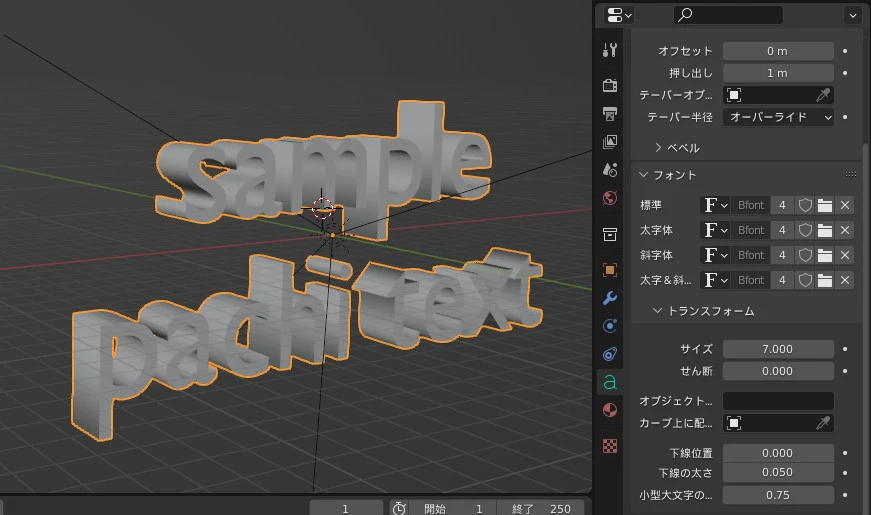 sample
pachi text
オフセット 0 m
押し出し 1 m
テーパーオブ...
テーパー半径 オーバーライド
ベベル
フォント
標準 F Bfont 4
太字体 F Bfont 4
斜字体 F Bfont 4
太字＆斜... F Bfont 4
トランスフォーム
サイズ 7.000
せん断 0.000
オブジェクト...
カーブ上に配...
下線位置 0.000
下線の太さ 0.050
小型大文字の... 0.75
1 開始 1 終了 250